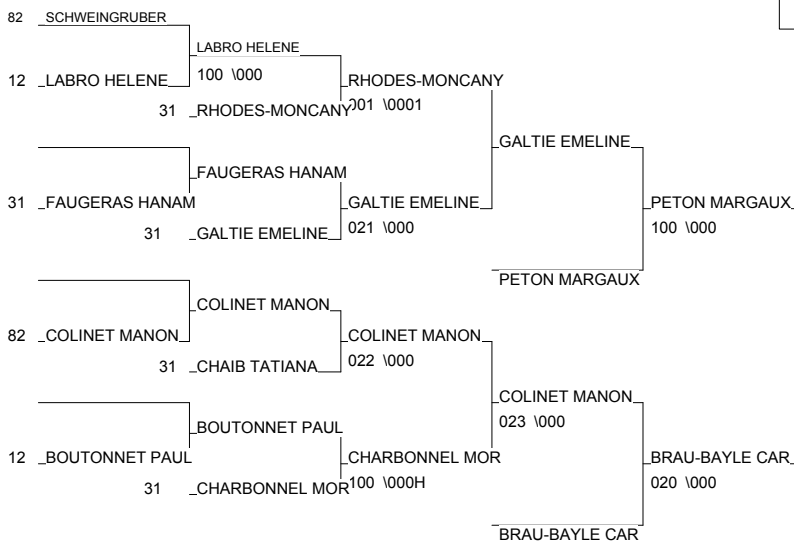 82 SCHWEINGRUBER
LABRO HELENE
12 LABRO HELENE 100 \000 RHODES-MONCANY
31 RHODES-MONCANY 001 \0001
GALTIE EMELINE
FAUGERAS HANAM
31 FAUGERAS HANAM GALTIE EMELINE PETON MARGAUX
31 GALTIE EMELINE 021 \000 100 \000
PETON MARGAUX
COLINET MANON
82 COLINET MANON COLINET MANON
31 CHAIB TATIANA 022 \000
COLINET MANON
023 \000
BOUTONNET PAUL
12 BOUTONNET PAUL CHARBONNEL MOR BRAU-BAYLE CAR
31 CHARBONNEL MOR 100 \000H 020 \000
BRAU-BAYLE CAR